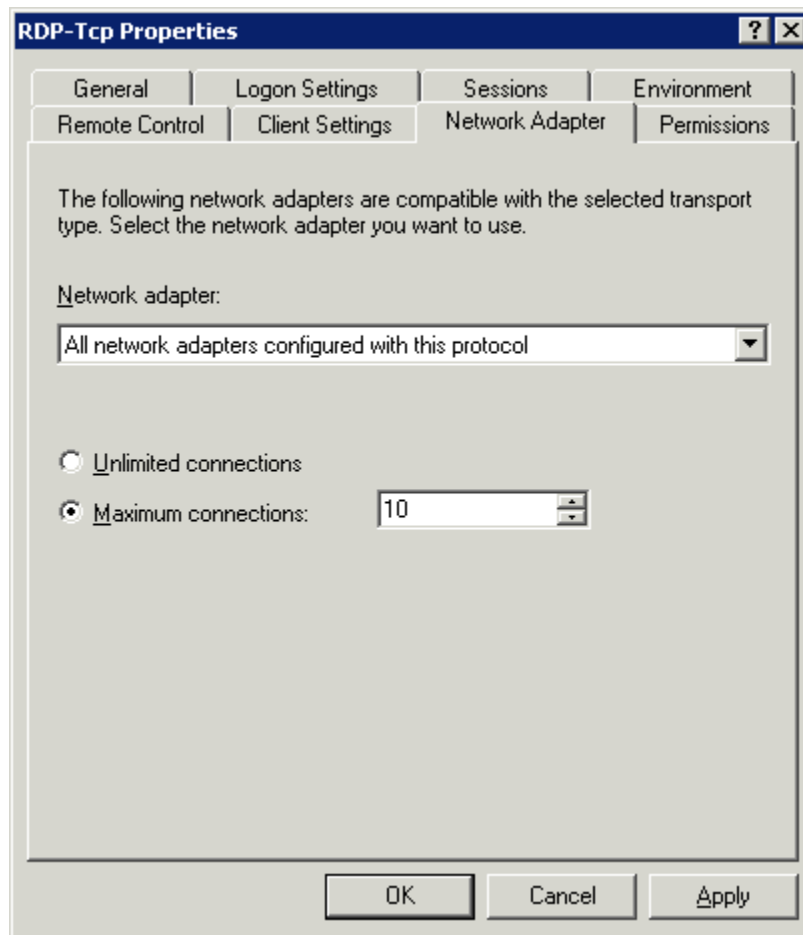 RDP-Tcp Properties
General
Logon Settings
Sessions
Environment
Remote Control
Client Settings
Network Adapter
Permissions
The following network adapters are compatible with the selected transport
type. Select the network adapter you want to use.
Network adapter:
All network adapters configured with this protocol
Unlimited connections
Maximum connections:
10
OK
Cancel
Apply